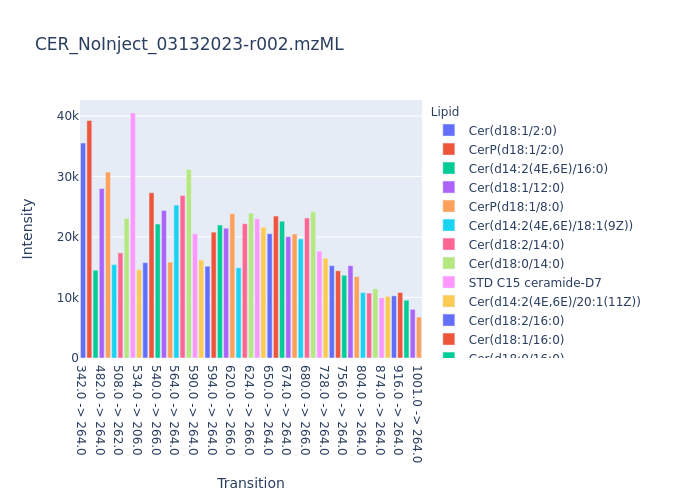 CER_NoInject_03132023-r002.mzML
Lipid
Cer(d18:1/2:0)
CerP(d18:1/2:0)
Cer(d14:2(4E,6E)/16:0)
Cer(d18:1/12:0)
CerP(d18:1/8:0)
Cer(d14:2(4E,6E)/18:1(9Z))
Cer(d18:2/14:0)
Cer(d18:0/14:0)
STD C15 ceramide-D7
Cer(d14:2(4E,6E)/20:1(11Z))
Cer(d18:2/16:0)
Cer(d18:1/16:0)
Cer(d18:0/16:0)
Intensity
40k
30k
20k
10k
0
342.0 -> 264.0
482.0 -> 264.0
508.0 -> 262.0
534.0 -> 206.0
540.0 -> 266.0
564.0 -> 264.0
590.0 -> 264.0
594.0 -> 264.0
620.0 -> 266.0
624.0 -> 266.0
650.0 -> 264.0
674.0 -> 264.0
680.0 -> 266.0
728.0 -> 264.0
756.0 -> 264.0
804.0 -> 264.0
874.0 -> 264.0
916.0 -> 264.0
1001.0 -> 264.0
Transition